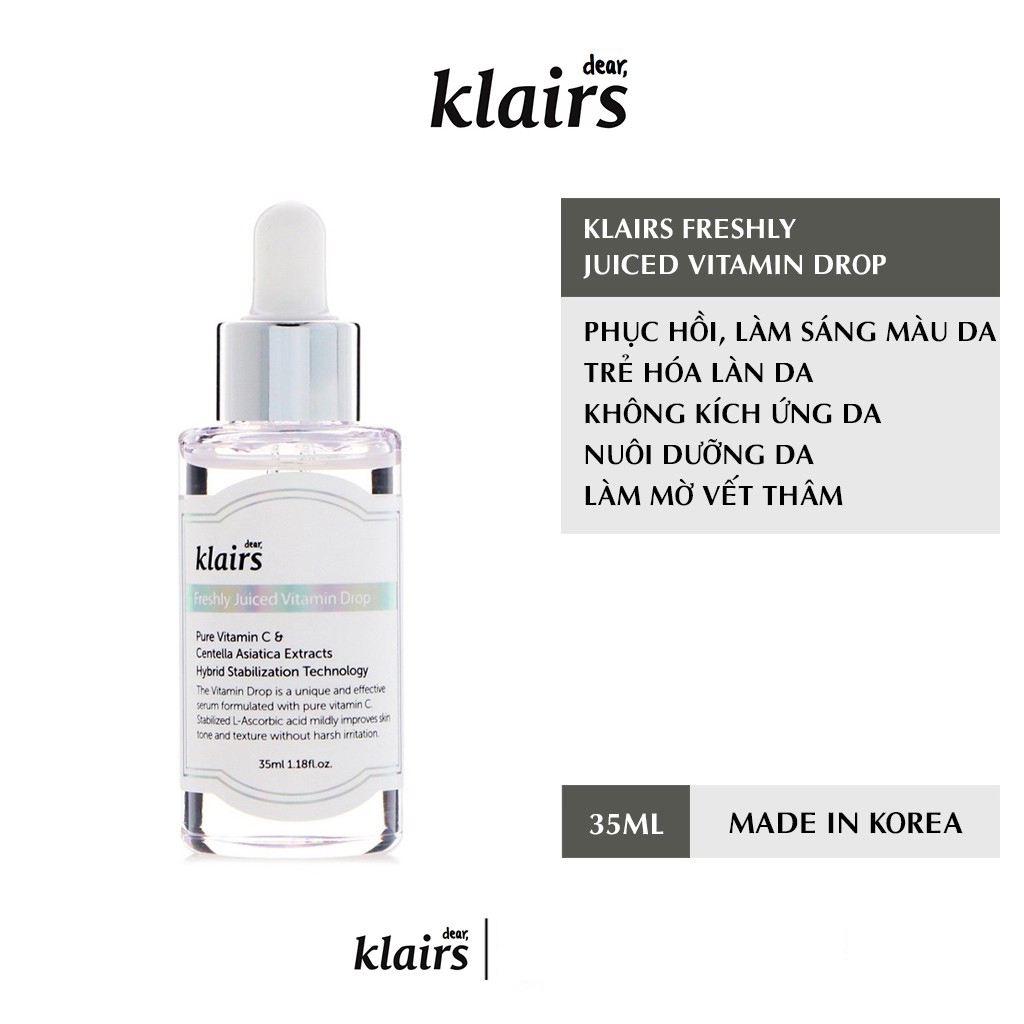 dear,
klairs
KLAIRS FRESHLY
JUICED VITAMIN DROP
PHỤC HỒI, LÀM SÁNG MÀU DA
TRẺ HÓA LÀN DA
KHÔNG KÍCH ỨNG DA
NUÔI DƯỠNG DA
LÀM MỜ VẾT THÂM
dear,
klairs
Freshly Juiced Vitamin Drop
Pure Vitamin C &
Centella Asiatica Extracts
Hybrid Stabilization Technology
The Vitamin Drop is a unique and effective
serum formulated with pure vitamin C.
Stabilized L-Ascorbic acid mildly improves skin
tone and texture without harsh irritation.
35ml 1.18fl.oz.
35ML
MADE IN KOREA
dear,
klairs